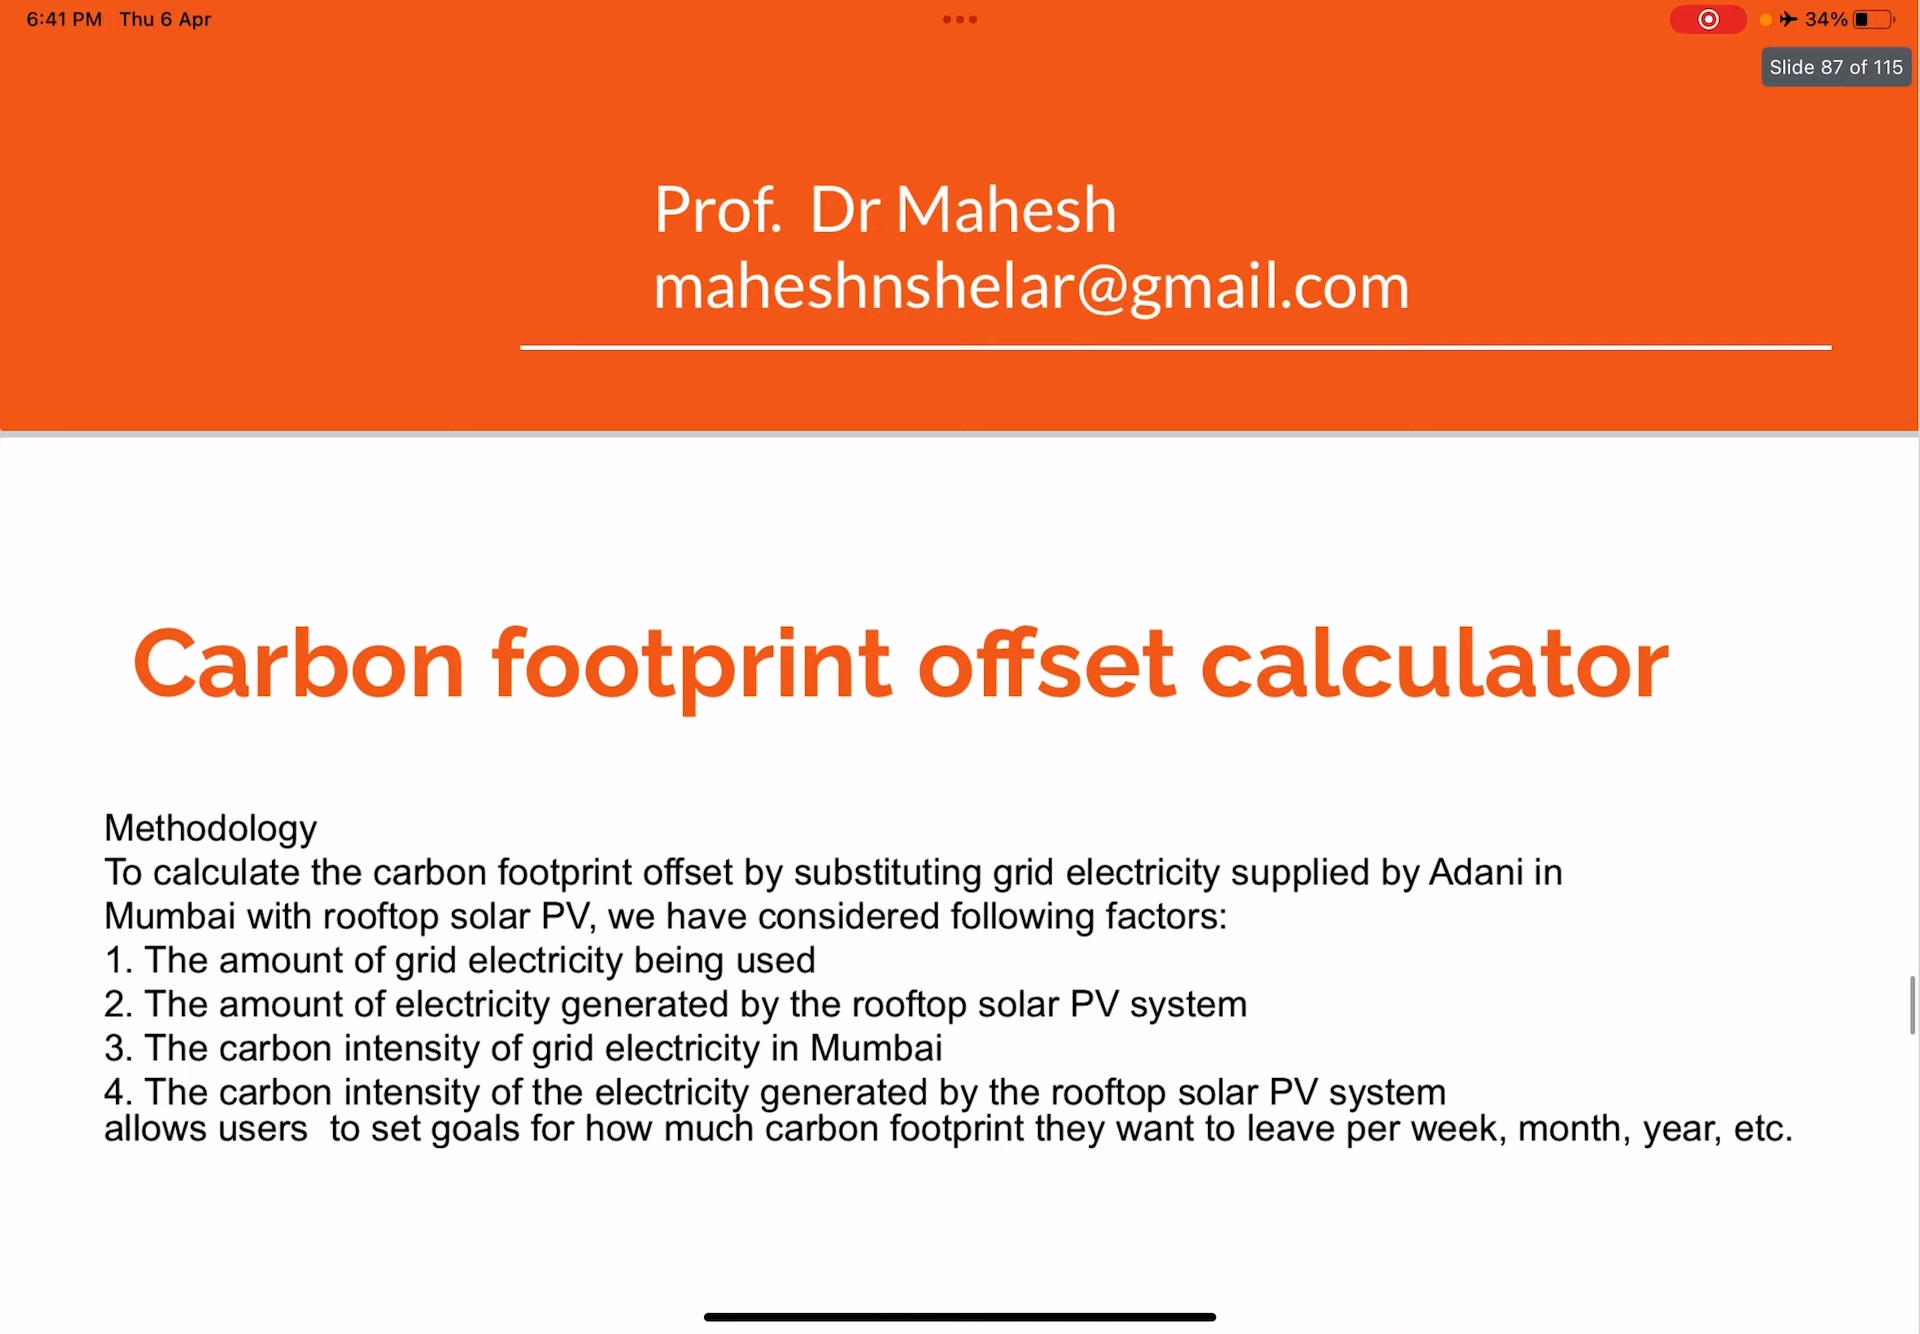 6:41 PM Thu 6 Apr
34%
Slide 87 of 115
Prof. Dr Mahesh
maheshnshelar@gmail.com
Carbon footprint offset calculator
Methodology
To calculate the carbon footprint offset by substituting grid electricity supplied by Adani in
Mumbai with rooftop solar PV, we have considered following factors:
1. The amount of grid electricity being used
2. The amount of electricity generated by the rooftop solar PV system
3. The carbon intensity of grid electricity in Mumbai
4. The carbon intensity of the electricity generated by the rooftop solar PV system
allows users to set goals for how much carbon footprint they want to leave per week, month, year, etc.